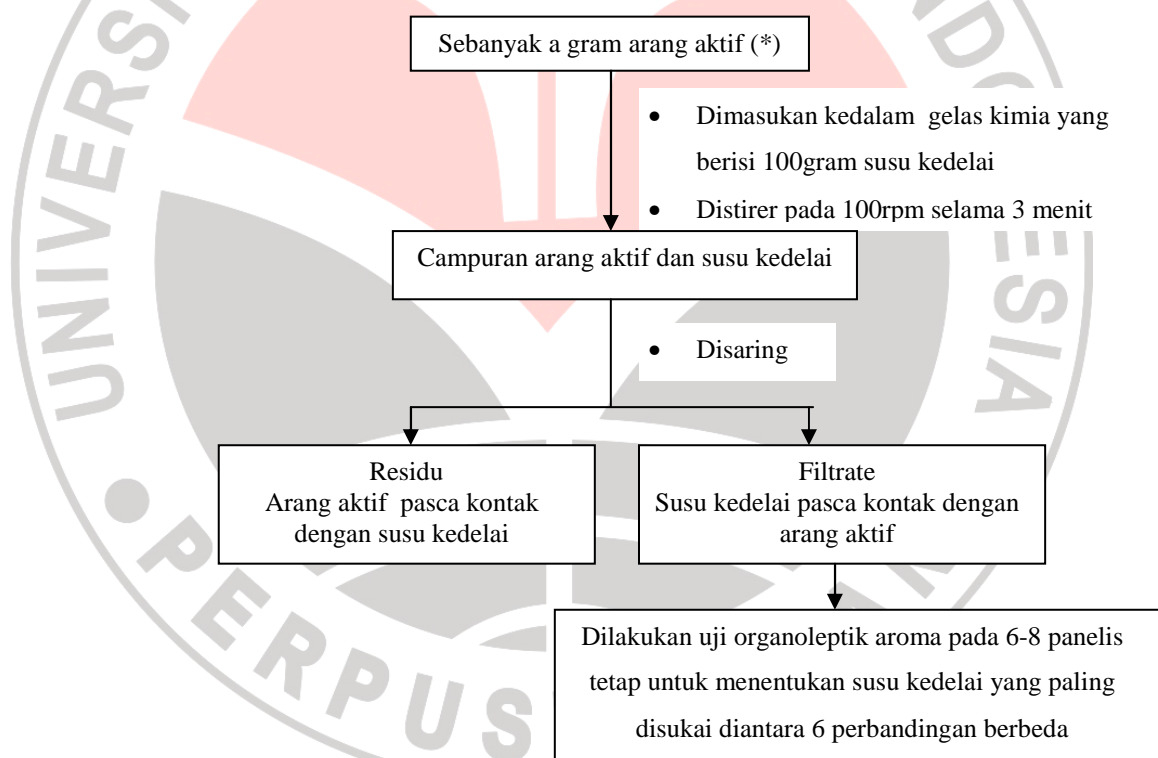 Sebanyak a gram arang aktif (*)
• Dimasukan kedalam gelas kimia yang
berisi 100gram susu kedelai
• Distirer pada 100rpm selama 3 menit
Campuran arang aktif dan susu kedelai
• Disaring
Residu
Arang aktif pasca kontak
dengan susu kedelai
Filtrate
Susu kedelai pasca kontak dengan
arang aktif
Dilakukan uji organoleptik aroma pada 6-8 panelis
tetap untuk menentukan susu kedelai yang paling
disukai diantara 6 perbandingan berbeda
UNIVERSI
ESIA
PERPUS